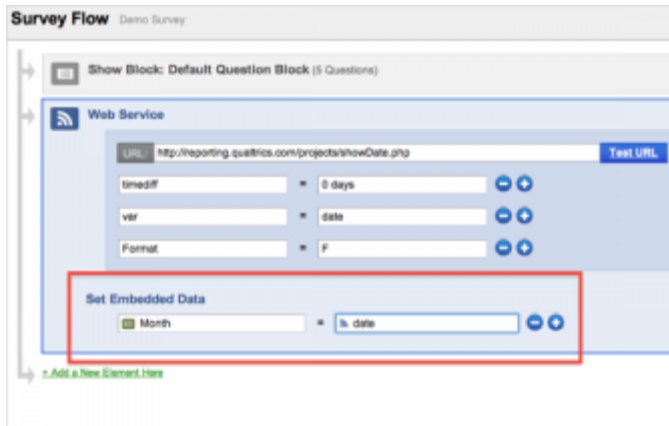 Survey Flow Demo Survey
Show Block: Default Question Block (5 Questions)
Web Service
URL: http://reporting.qualtrics.com/projects/showDate.php Test URL
timediff = 0 days
var = date
Format = F
Set Embedded Data
Month = date
+ Add a New Element Here